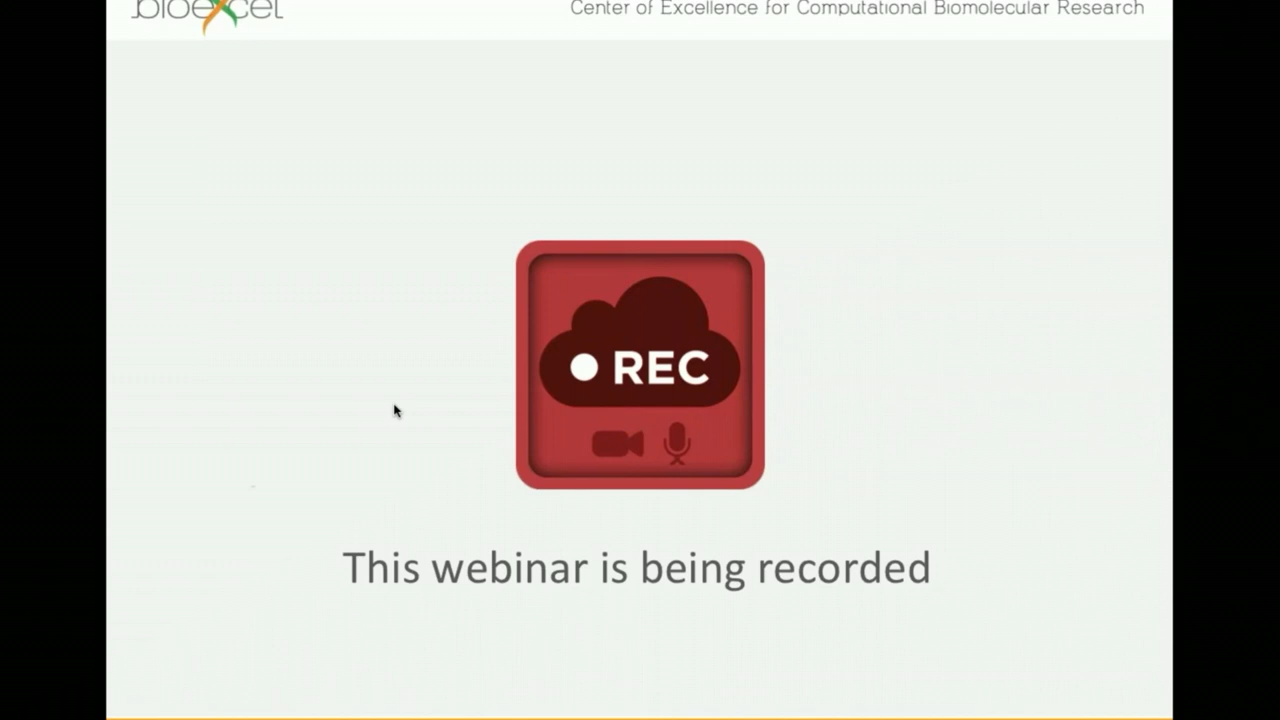 bioexcel
Center of Excellence for Computational Biomolecular Research
REC
This webinar is being recorded